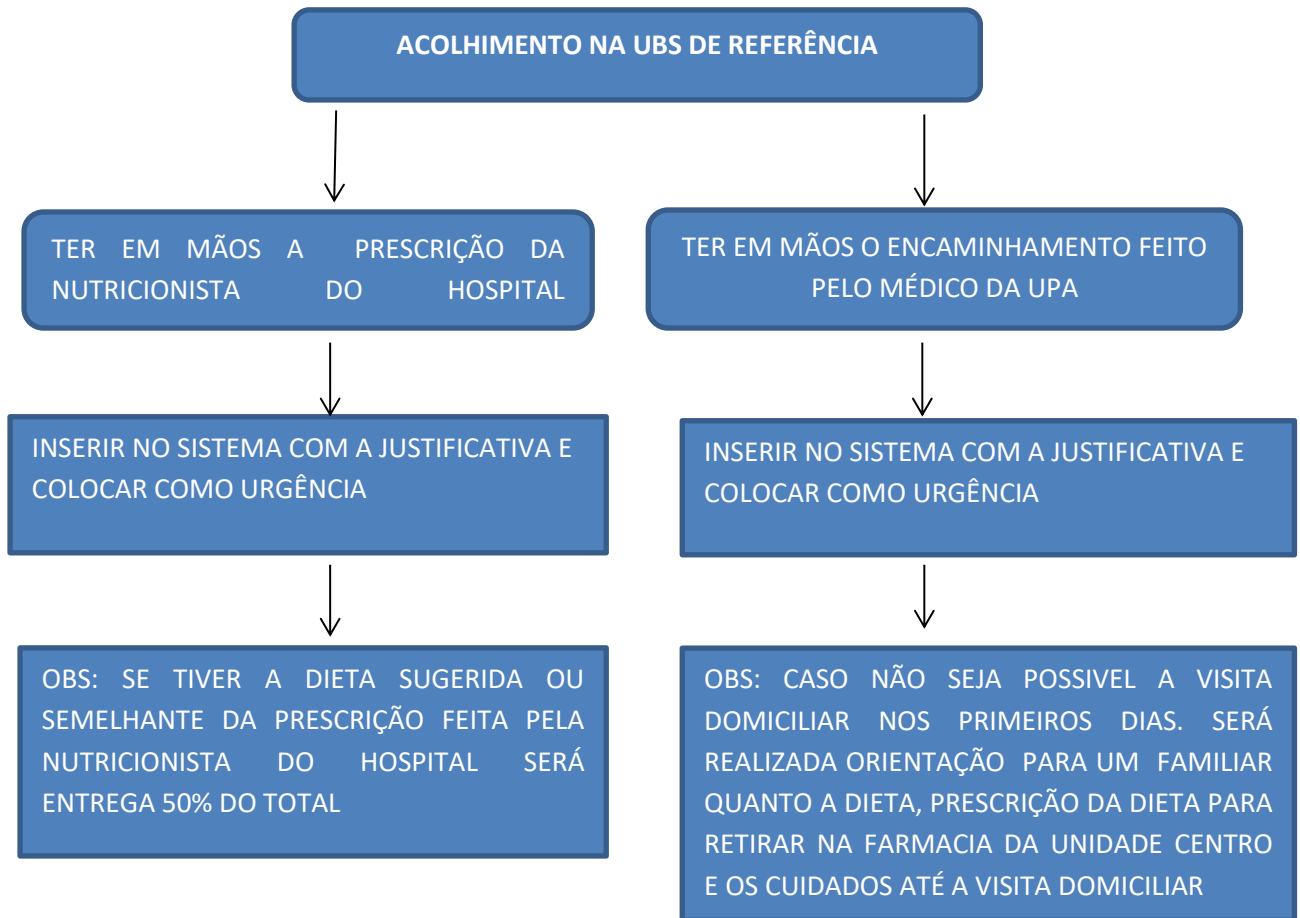 ACOLHIMENTO NA UBS DE REFERÊNCIA
TER EM MÃOS A PRESCRIÇÃO DA
NUTRICIONISTA DO HOSPITAL
TER EM MÃOS O ENCAMINHAMENTO FEITO
PELO MÉDICO DA UPA
INSERIR NO SISTEMA COM A JUSTIFICATIVA E
COLOCAR COMO URGÊNCIA
INSERIR NO SISTEMA COM A JUSTIFICATIVA E
COLOCAR COMO URGÊNCIA
OBS: SE TIVER A DIETA SUGERIDA OU
SEMELHANTE DA PRESCRIÇÃO FEITA PELA
NUTRICIONISTA DO HOSPITAL SERÁ
ENTREGA 50% DO TOTAL
OBS: CASO NÃO SEJA POSSIVEL A VISITA
DOMICILIAR NOS PRIMEIROS DIAS. SERÁ
REALIZADA ORIENTAÇÃO PARA UM FAMILIAR
QUANTO A DIETA, PRESCRIÇÃO DA DIETA PARA
RETIRAR NA FARMACIA DA UNIDADE CENTRO
E OS CUIDADOS ATÉ A VISITA DOMICILIAR